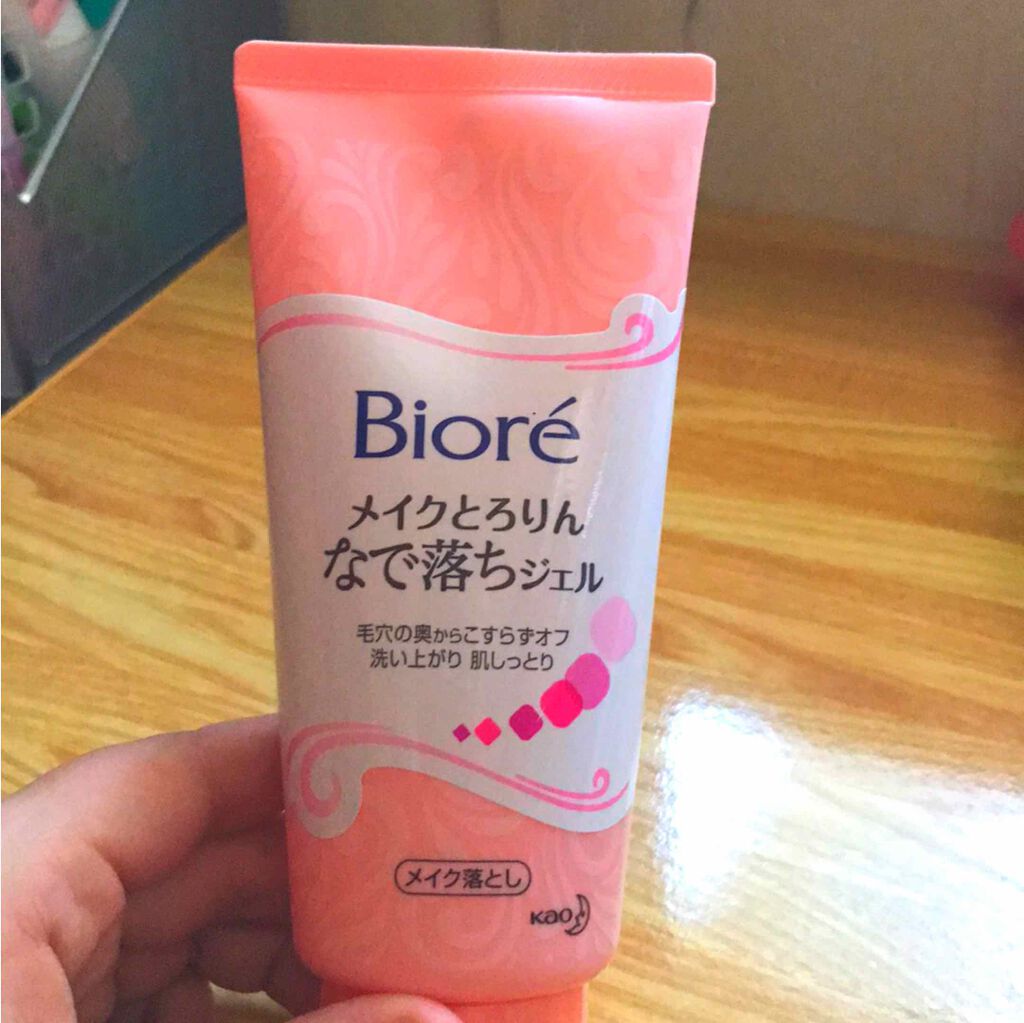 Bioré
メイクとろりん
なで落ちジェル
毛穴の奥からこすらずオフ
洗い上がり 肌しっとり
メイク落とし
Kao